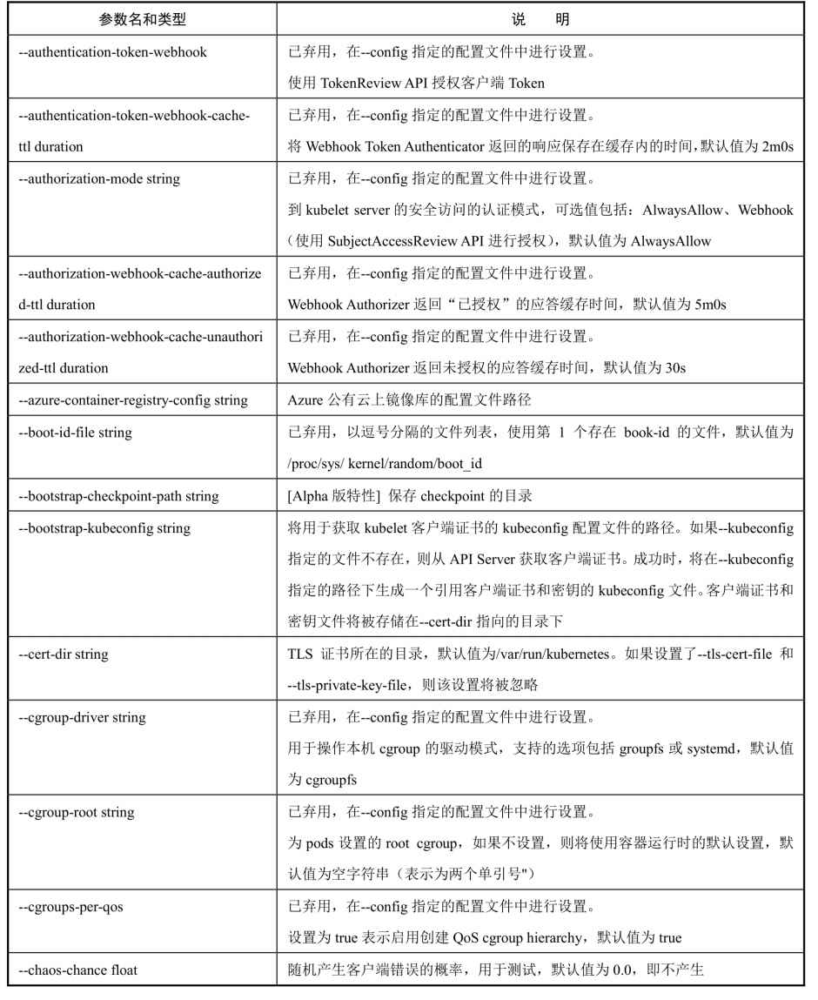 参数名和类型 说 明
--authentication-token-webhook 已弃用，在--config 指定的配置文件中进行设置。
使用 TokenReview API 授权客户端 Token
--authentication-token-webhook-cache- 已弃用，在--config 指定的配置文件中进行设置。
ttl duration 将 Webhook Token Authenticator 返回的响应保存在缓存内的时间，默认值为 2m0s
--authorization-mode string 已弃用，在--config 指定的配置文件中进行设置。
到 kubelet server 的安全访问的认证模式，可选值包括：AlwaysAllow、Webhook
（使用 SubjectAccessReview API 进行授权），默认值为 AlwaysAllow
--authorization-webhook-cache-authorize 已弃用，在--config 指定的配置文件中进行设置。
d-ttl duration Webhook Authorizer 返回“已授权”的应答缓存时间，默认值为 5m0s
--authorization-webhook-cache-unauthori 已弃用，在--config 指定的配置文件中进行设置。
zed-ttl duration Webhook Authorizer 返回未授权的应答缓存时间，默认值为 30s
--azure-container-registry-config string Azure 公有云上镜像库的配置文件路径
--boot-id-file string 已弃用，以逗号分隔的文件列表，使用第 1 个存在 book-id 的文件，默认值为
/proc/sys/ kernel/random/boot_id
--bootstrap-checkpoint-path string [Alpha 版特性] 保存 checkpoint 的目录
--bootstrap-kubeconfig string 将用于获取 kubelet 客户端证书的 kubeconfig 配置文件的路径。如果--kubeconfig
指定的文件不存在，则从 API Server 获取客户端证书。成功时，将在--kubeconfig
指定的路径下生成一个引用客户端证书和密钥的 kubeconfig 文件。客户端证书和
密钥文件将被存储在--cert-dir 指向的目录下
--cert-dir string TLS 证书所在的目录，默认值为/var/run/kubernetes。如果设置了--tls-cert-file 和
--tls-private-key-file，则该设置将被忽略
--cgroup-driver string 已弃用，在--config 指定的配置文件中进行设置。
用于操作本机 cgroup 的驱动模式，支持的选项包括 groupfs 或 systemd，默认值
为 cgroupfs
--cgroup-root string 已弃用，在--config 指定的配置文件中进行设置。
为 pods 设置的 root cgroup，如果不设置，则将使用容器运行时的默认设置，默
认值为空字符串（表示为两个单引号''）
--cgroups-per-qos 已弃用，在--config 指定的配置文件中进行设置。
设置为 true 表示启用创建 QoS cgroup hierarchy，默认值为 true
--chaos-chance float 随机产生客户端错误的概率，用于测试，默认值为 0.0，即不产生